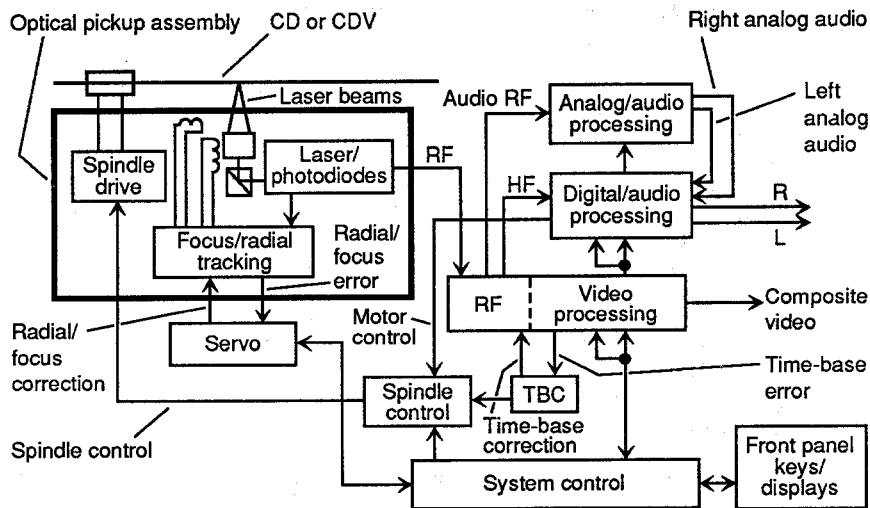 Optical pickup assembly
CD or CDV
Right analog audio
Laser beams
Audio RF
Analog/audio
processing
Left
analog
audio
Spindle
drive
Laser/
photodiodes
RF
HF
Digital/audio
processing
R
L
Focus/radial
tracking
Radial/
focus
error
RF
Video
processing
Composite
video
Radial/
focus
correction
Servo
Motor
control
Spindle
control
TBC
Time-base
error
Time-base
correction
Spindle control
System control
Front panel
keys/
displays